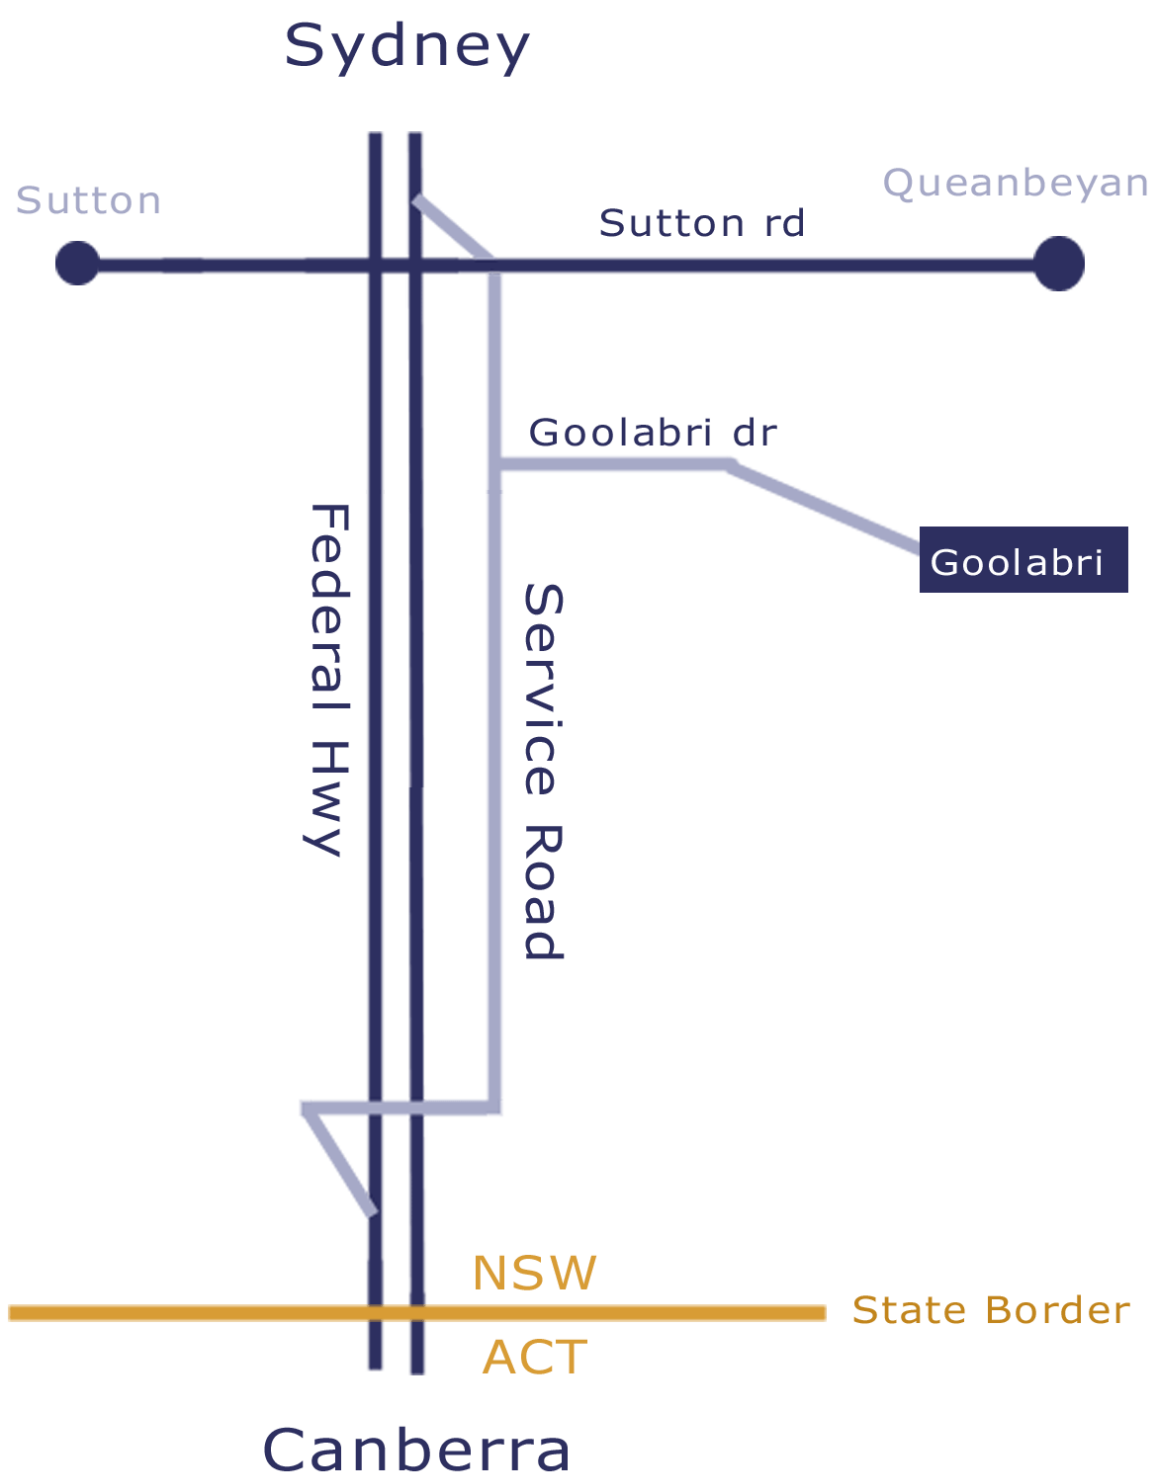 Sydney
Sutton
Queanbeyan
Sutton rd
Goolabri dr
Federal Hwy
Goolabri
Service Road
NSW
State Border
ACT
Canberra